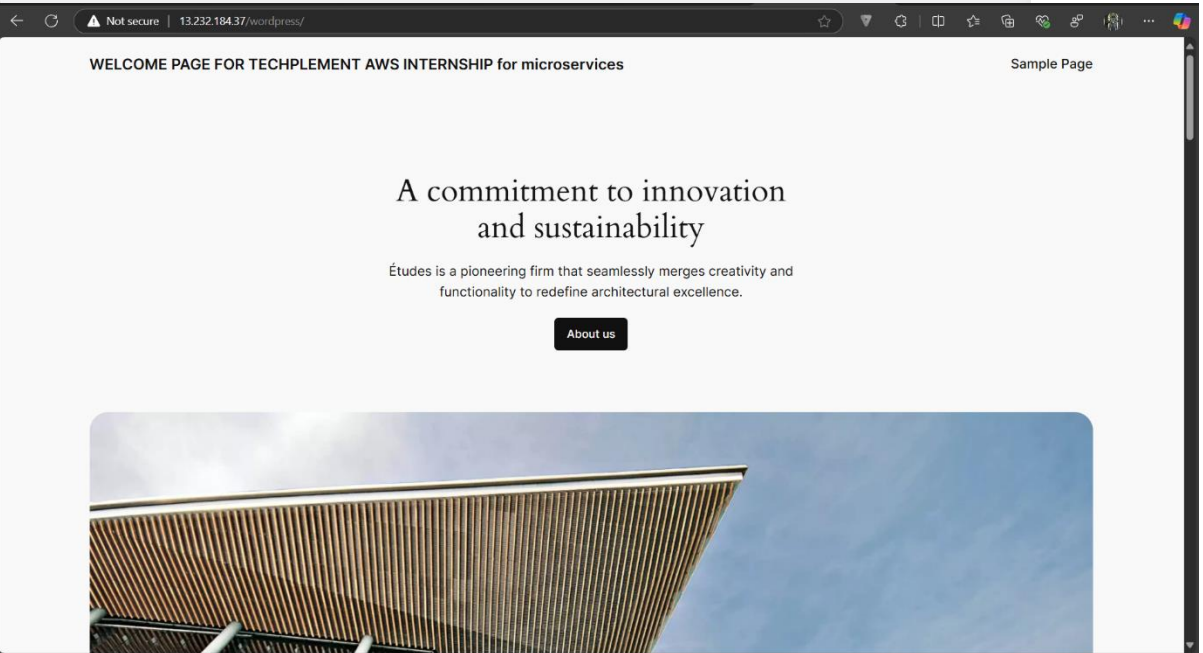 Not secure | 13.232.184.37/wordpress/
WELCOME PAGE FOR TECHPLEMENT AWS INTERNSHIP for microservices
Sample Page
A commitment to innovation
and sustainability
Études is a pioneering firm that seamlessly merges creativity and
functionality to redefine architectural excellence.
About us